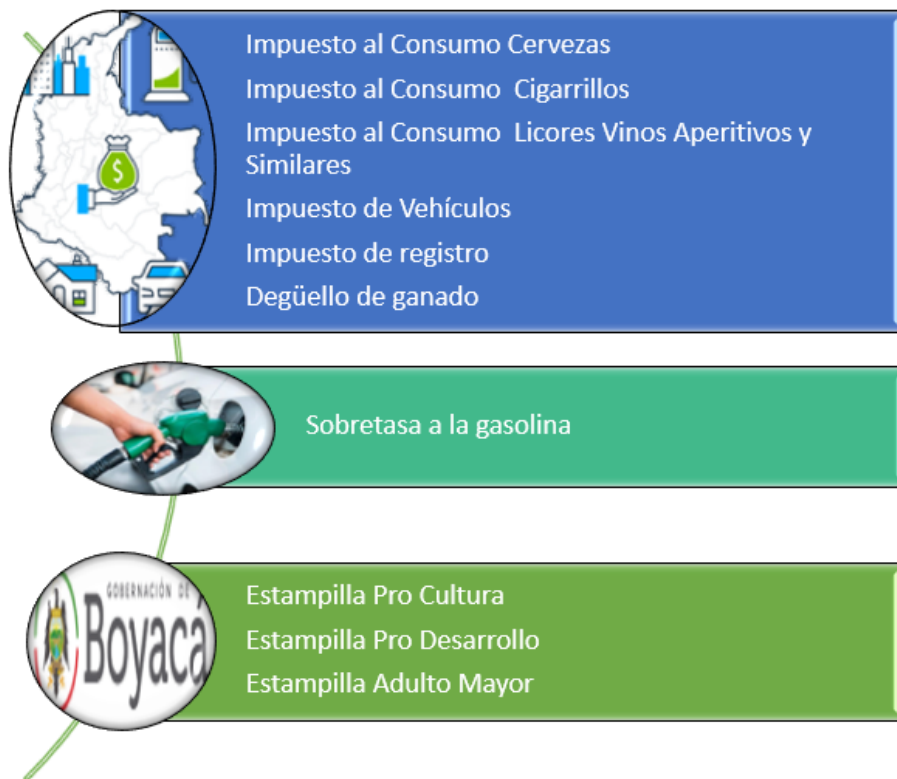 Impuesto al Consumo Cervezas
Impuesto al Consumo  Cigarrillos
Impuesto al Consumo  Licores Vinos Aperitivos y
Similares
Impuesto de Vehículos
Impuesto de registro
Degüello de ganado
$
Sobretasa a la gasolina
GOBERNACIÓN DE
Boyacá
Estampilla Pro Cultura
Estampilla Pro Desarrollo
Estampilla Adulto Mayor